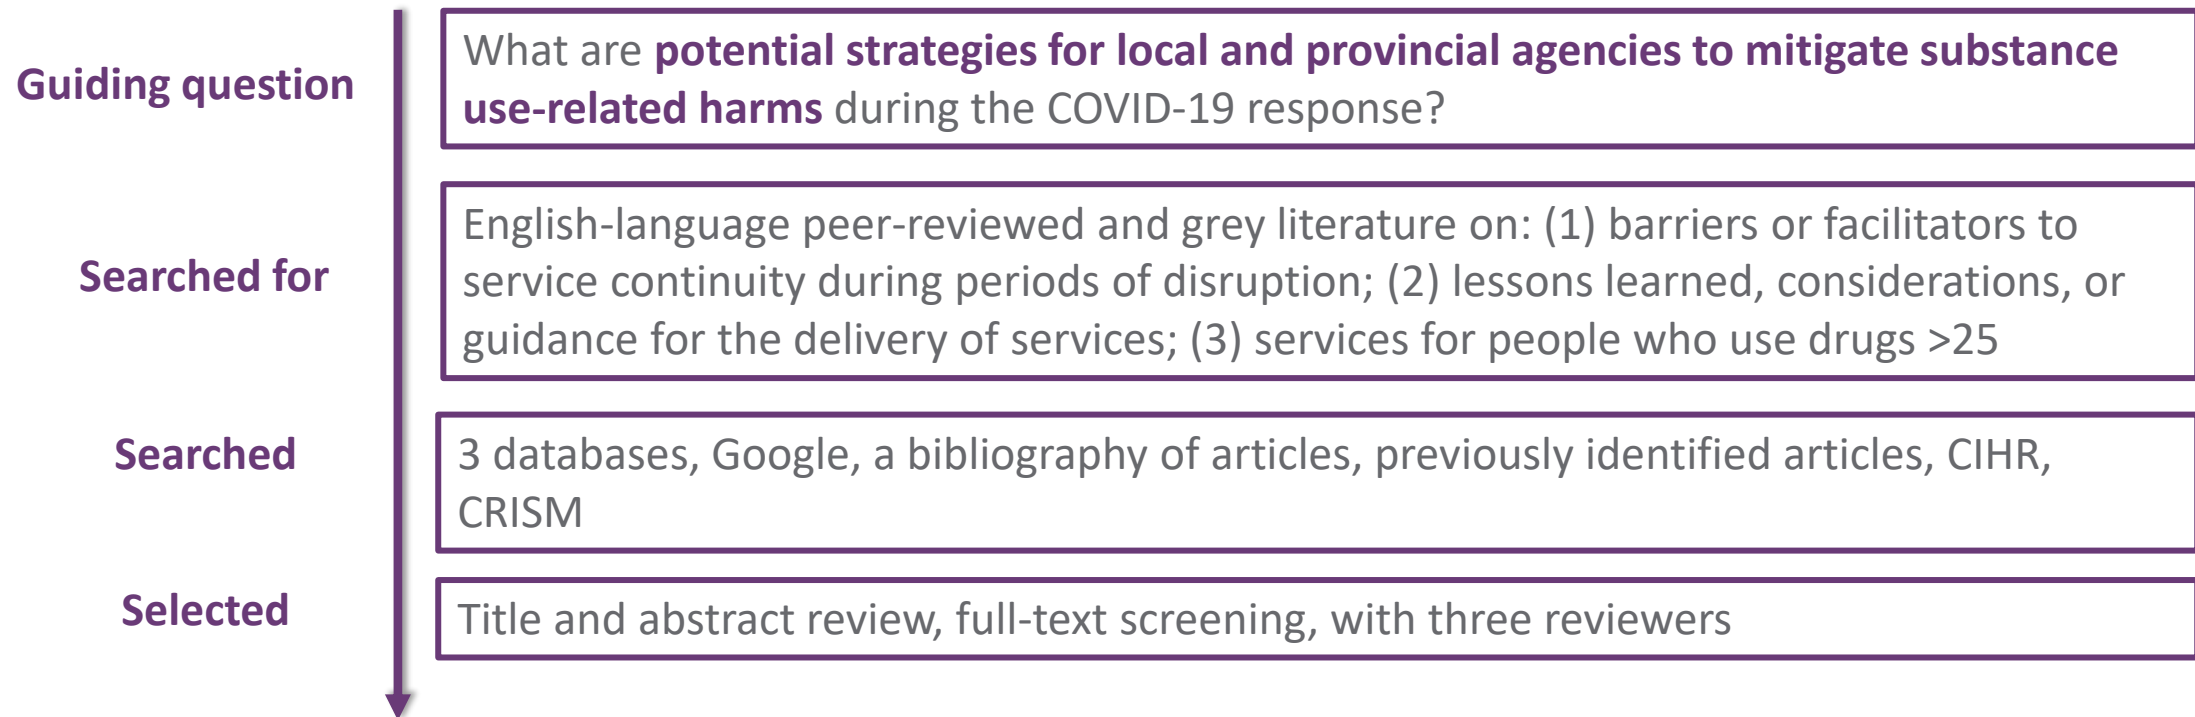 Guiding question
What are potential strategies for local and provincial agencies to mitigate substance
use-related harms during the COVID-19 response?
Searched for
English-language peer-reviewed and grey literature on: (1) barriers or facilitators to
service continuity during periods of disruption; (2) lessons learned, considerations, or
guidance for the delivery of services; (3) services for people who use drugs >25
Searched
3 databases, Google, a bibliography of articles, previously identified articles, CIHR,
CRISM
Selected
Title and abstract review, full-text screening, with three reviewers